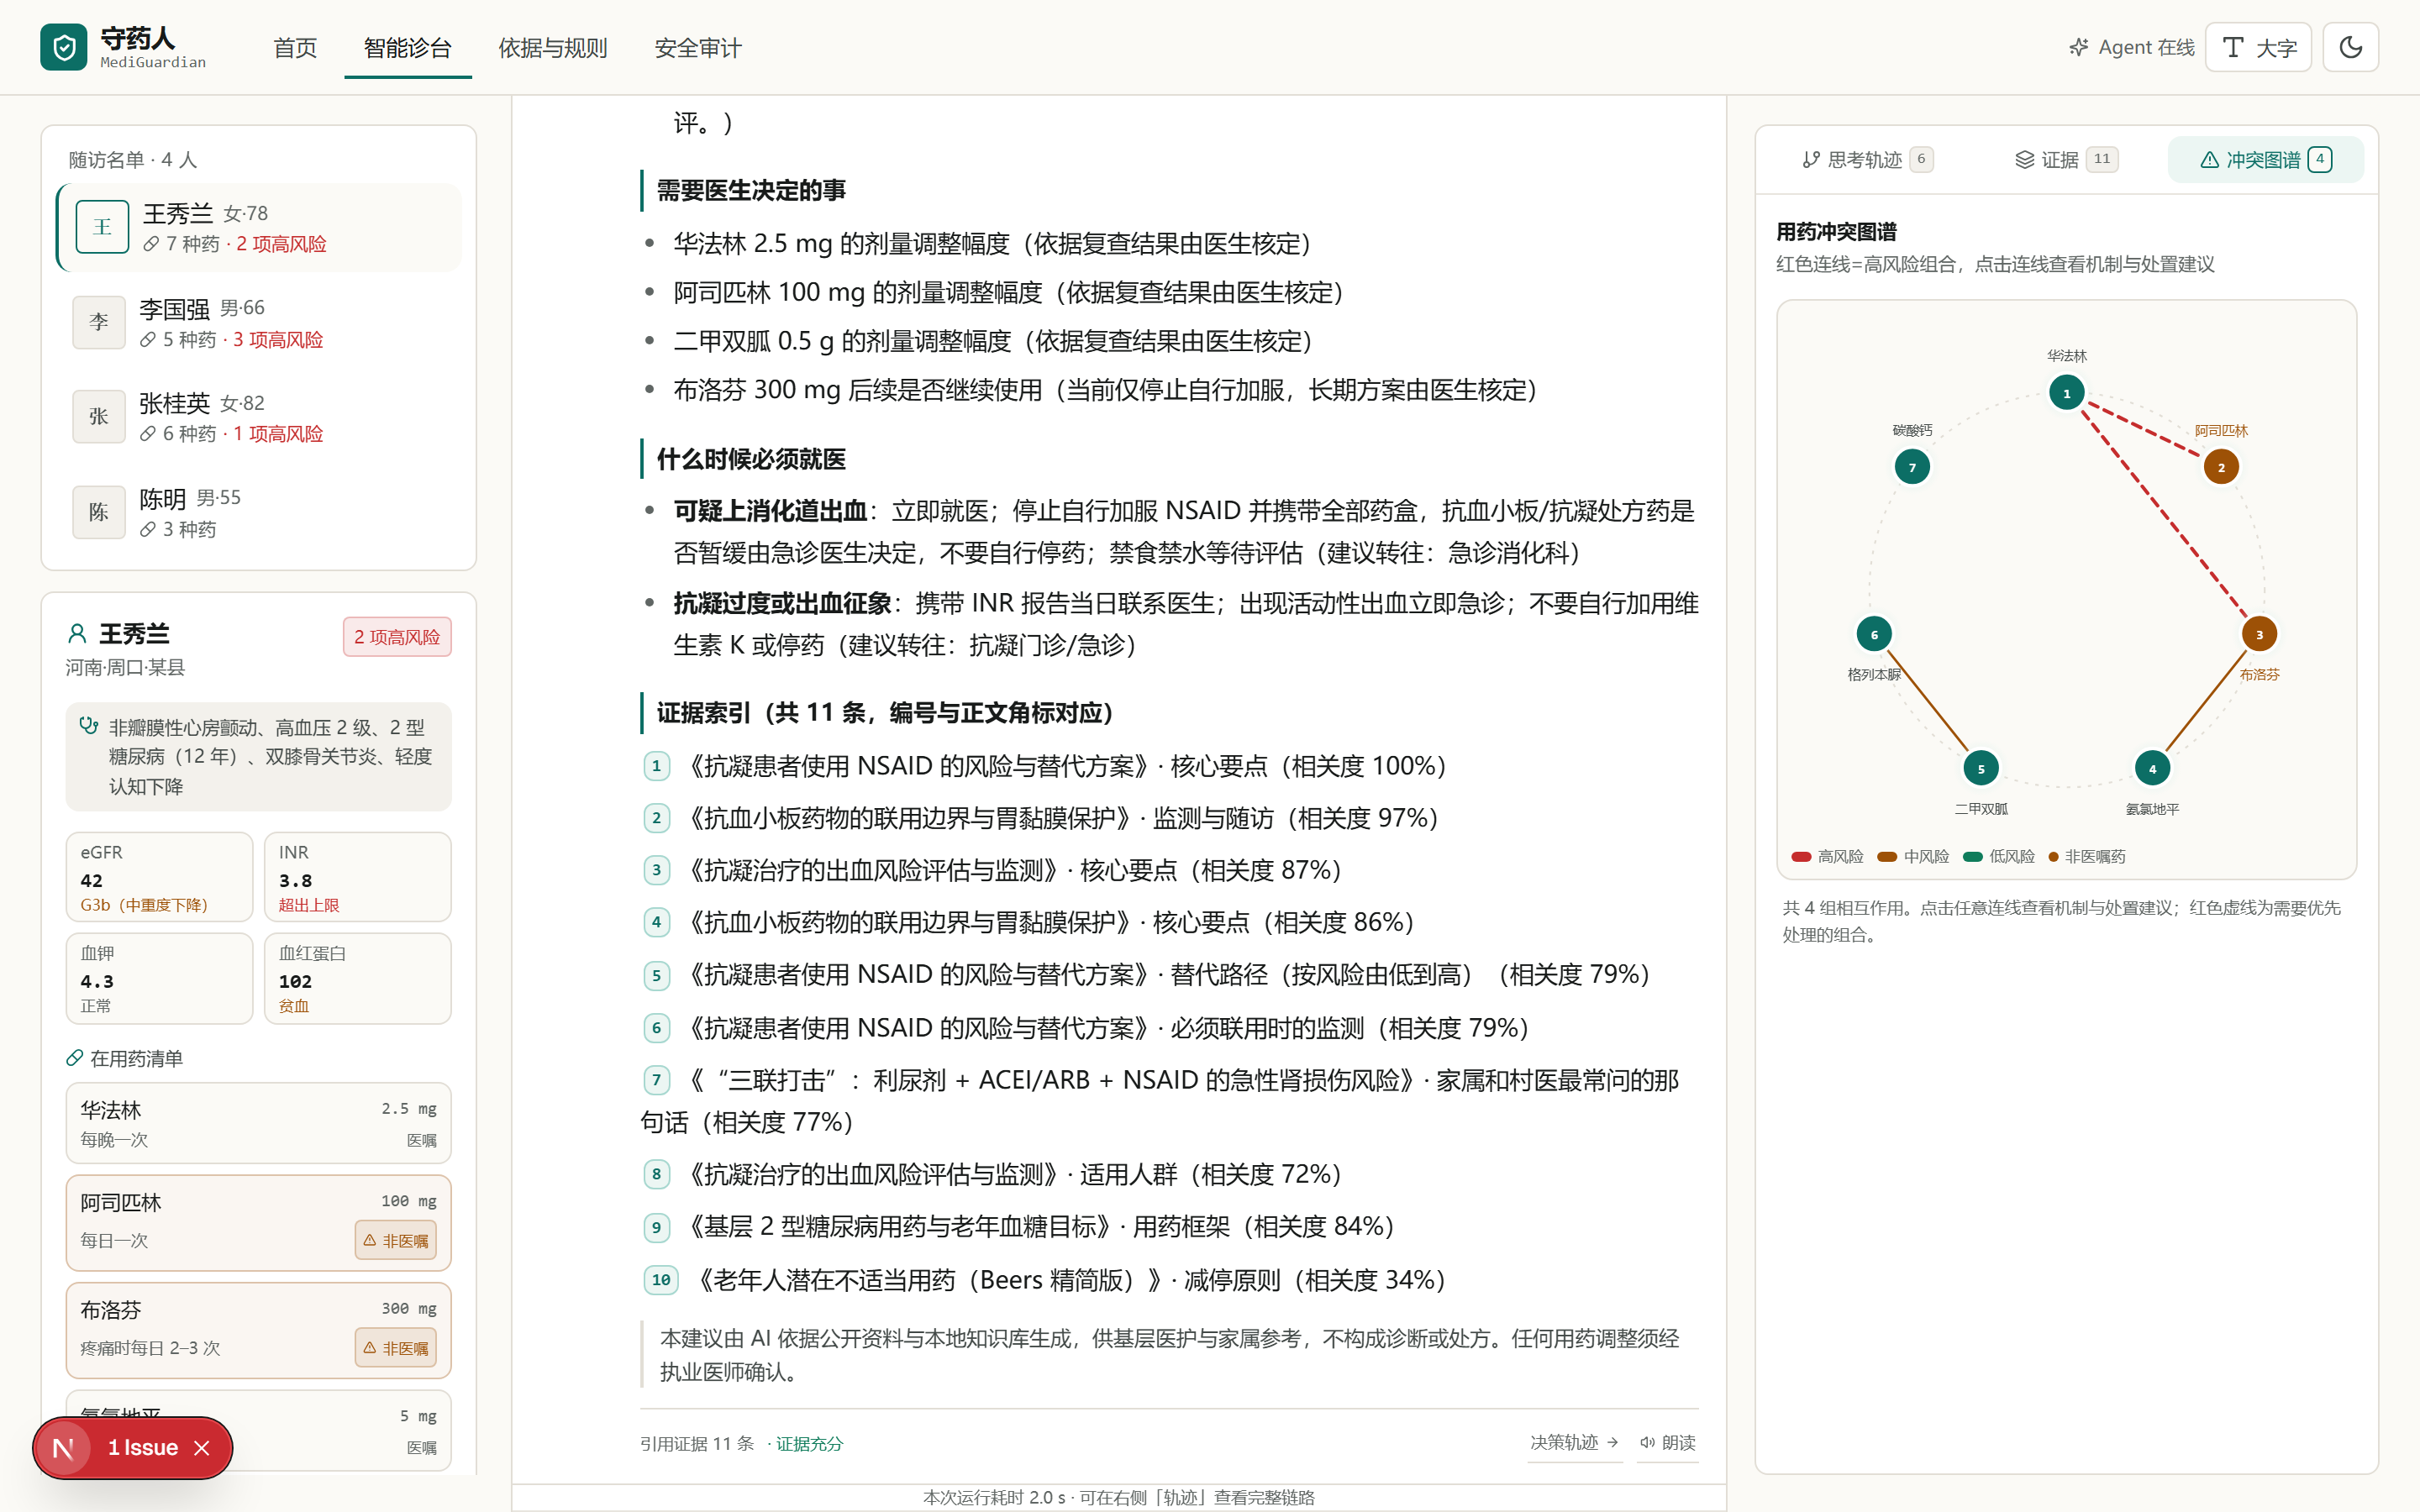 守药人
MediGuardian
首页
智能诊台
依据与规则
安全审计
Agent 在线
大字
随访名单 · 4 人
王
王秀兰 女·78
7 种药 · 2 项高风险
李
李国强 男·66
5 种药 · 3 项高风险
张
张桂英 女·82
6 种药 · 1 项高风险
陈
陈明 男·55
3 种药
王秀兰
2 项高风险
河南·周口·某县
非瓣膜性心房颤动、高血压 2 级、2 型
糖尿病（12 年）、双膝骨关节炎、轻度
认知下降
eGFR
42
G3b（中重度下降）
INR
3.8
超出上限
血钾
4.3
正常
血红蛋白
102
贫血
在用药清单
华法林 2.5 mg
每晚一次 医嘱
阿司匹林 100 mg
每日一次 非医嘱
布洛芬 300 mg
疼痛时每日 2–3 次 非医嘱
氨氯地平 5 mg
医嘱
1 Issue
评。）
需要医生决定的事
华法林 2.5 mg 的剂量调整幅度（依据复查结果由医生核定）
阿司匹林 100 mg 的剂量调整幅度（依据复查结果由医生核定）
二甲双胍 0.5 g 的剂量调整幅度（依据复查结果由医生核定）
布洛芬 300 mg 后续是否继续使用（当前仅停止自行加服，长期方案由医生核定）
什么时候必须就医
可疑上消化道出血：立即就医；停止自行加服 NSAID 并携带全部药盒，抗血小板/抗凝处方药是
否暂缓由急诊医生决定，不要自行停药；禁食禁水等待评估（建议转往：急诊消化科）
抗凝过度或出血征象：携带 INR 报告当日联系医生；出现活动性出血立即急诊；不要自行加用维
生素 K 或停药（建议转往：抗凝门诊/急诊）
证据索引（共 11 条，编号与正文角标对应）
1 《抗凝患者使用 NSAID 的风险与替代方案》· 核心要点（相关度 100%）
2 《抗血小板药物的联用边界与胃黏膜保护》· 监测与随访（相关度 97%）
3 《抗凝治疗的出血风险评估与监测》· 核心要点（相关度 87%）
4 《抗血小板药物的联用边界与胃黏膜保护》· 核心要点（相关度 86%）
5 《抗凝患者使用 NSAID 的风险与替代方案》· 替代路径（按风险由低到高）（相关度 79%）
6 《抗凝患者使用 NSAID 的风险与替代方案》· 必须联用时的监测（相关度 79%）
7 《“三联打击”：利尿剂 + ACEI/ARB + NSAID 的急性肾损伤风险》· 家属和村医最常问的那
句话（相关度 77%）
8 《抗凝治疗的出血风险评估与监测》· 适用人群（相关度 72%）
9 《基层 2 型糖尿病用药与老年血糖目标》· 用药框架（相关度 84%）
10 《老年人潜在不适当用药（Beers 精简版）》· 减停原则（相关度 34%）
本建议由 AI 依据公开资料与本地知识库生成，供基层医护与家属参考，不构成诊断或处方。任何用药调整须经
执业医师确认。
引用证据 11 条 · 证据充分
决策轨迹 →
朗读
本次运行耗时 2.0 s · 可在右侧「轨迹」查看完整链路
思考轨迹 6
证据 11
冲突图谱 4
用药冲突图谱
红色连线=高风险组合，点击连线查看机制与处置建议
华法林
1
阿司匹林
2
布洛芬
3
氨氯地平
4
二甲双胍
5
格列本脲
6
碳酸钙
7
高风险
中风险
低风险
非医嘱药
共 4 组相互作用。点击任意连线查看机制与处置建议；红色虚线为需要优先
处理的组合。